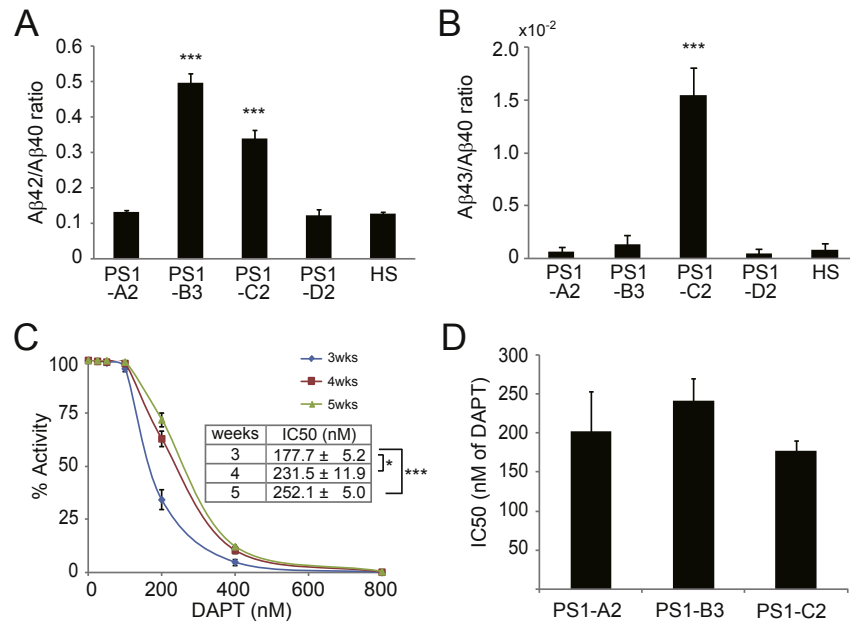 A
Aβ42/Aβ40 ratio
0.6
0.5
0.4
0.3
0.2
0.1
0
***
***
PS1 PS1 PS1 PS1 HS
-A2 -B3 -C2 -D2
B
x10-2
Aβ43/Aβ40 ratio
2.0
1.5
1.0
0.5
0
***
PS1 PS1 PS1 PS1 HS
-A2 -B3 -C2 -D2
C
% Activity
100
75
50
25
0
3wks
4wks
5wks
weeks IC50 (nM)
3 177.7 ± 5.2
4 231.5 ± 11.9
5 252.1 ± 5.0
*
***
0 200 400 600 800
DAPT (nM)
D
IC50 (nM of DAPT)
300
250
200
150
100
50
PS1-A2 PS1-B3 PS1-C2